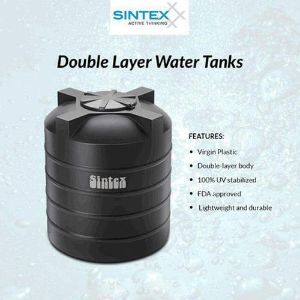 SINTEX
ACTIVE THINKING
Double Layer Water Tanks
FEATURES:
• Virgin Plastic
• Double-layer body
• 100% UV stabilized
• FDA approved
• Lightweight and durable
Sintex